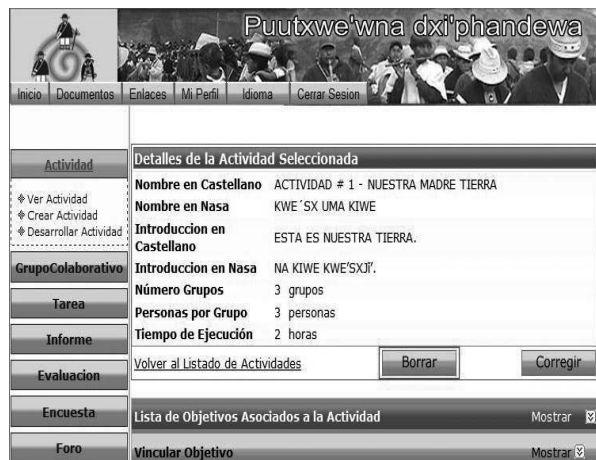 Puutxwe'wna dxi'phandewa
Inicio Documentos Enlaces Mi Perfil Idioma Cerrar Sesion
Actividad
Ver Actividad
Crear Actividad
Desarrollar Actividad
GrupoColaborativo
Tarea
Informe
Evaluacion
Encuesta
Foro
Detalles de la Actividad Seleccionada
Nombre en Castellano ACTIVIDAD # 1 - NUESTRA MADRE TIERRA
Nombre en Nasa KWE´SX UMA KIWE
Introduccion en
Castellano ESTA ES NUESTRA TIERRA.
Introduccion en Nasa NA KIWE KWE'SXJĩ'.
Número Grupos 3 grupos
Personas por Grupo 3 personas
Tiempo de Ejecución 2 horas
Volver al Listado de Actividades Borrar Corregir
Lista de Objetivos Asociados a la Actividad Mostrar
Vincular Objetivo Mostrar